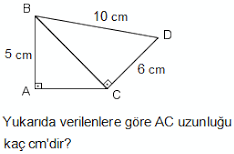 B
10 cm
D
5 cm
6 cm
A
C
Yukarıda verilenlere göre AC uzunluğu
kaç cm'dir?